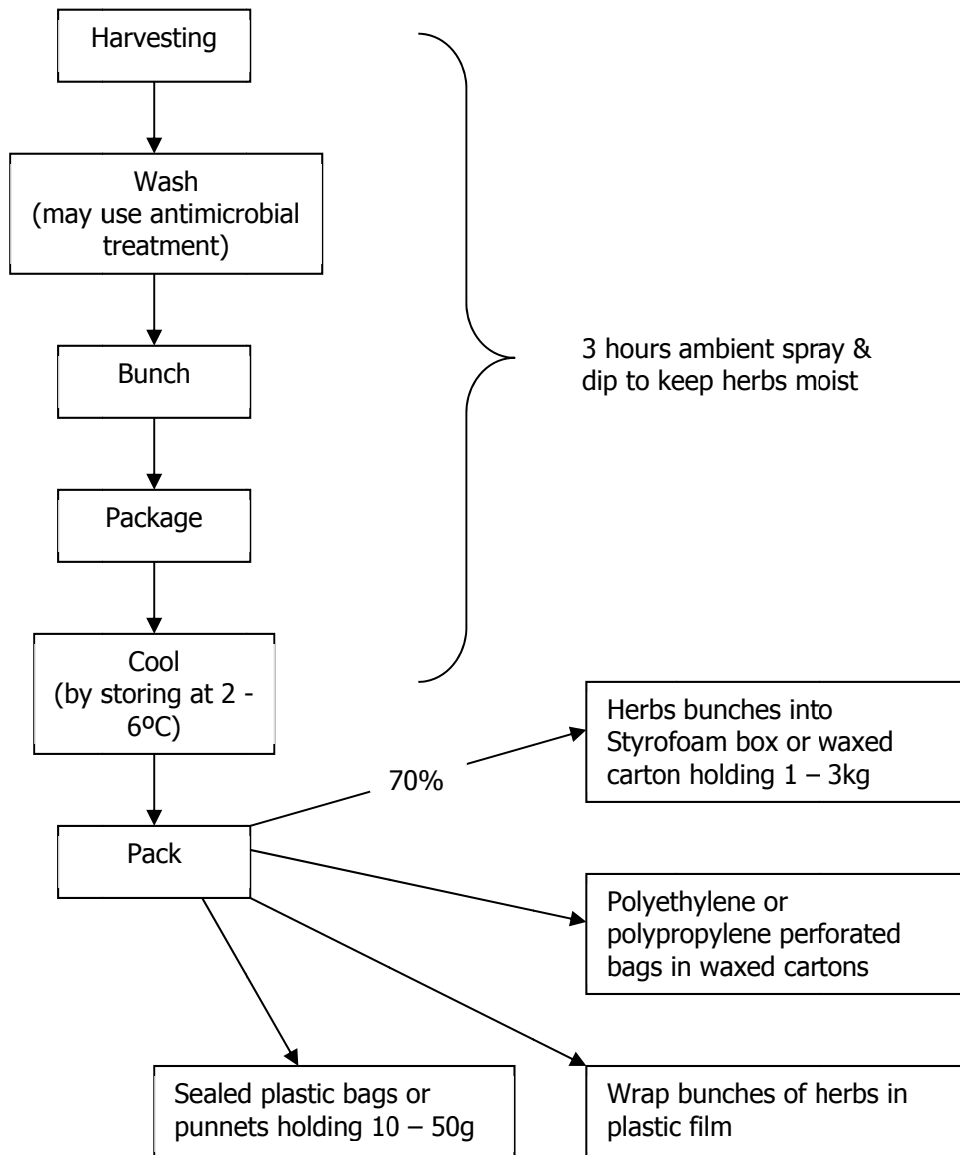 Harvesting
Wash
(may use antimicrobial
treatment)
Bunch
3 hours ambient spray &
dip to keep herbs moist
Package
Cool
(by storing at 2 -
6ºC)
Herbs bunches into
Styrofoam box or waxed
carton holding 1 – 3kg
70%
Pack
Polyethylene or
polypropylene perforated
bags in waxed cartons
Sealed plastic bags or
punnets holding 10 – 50g
Wrap bunches of herbs in
plastic film